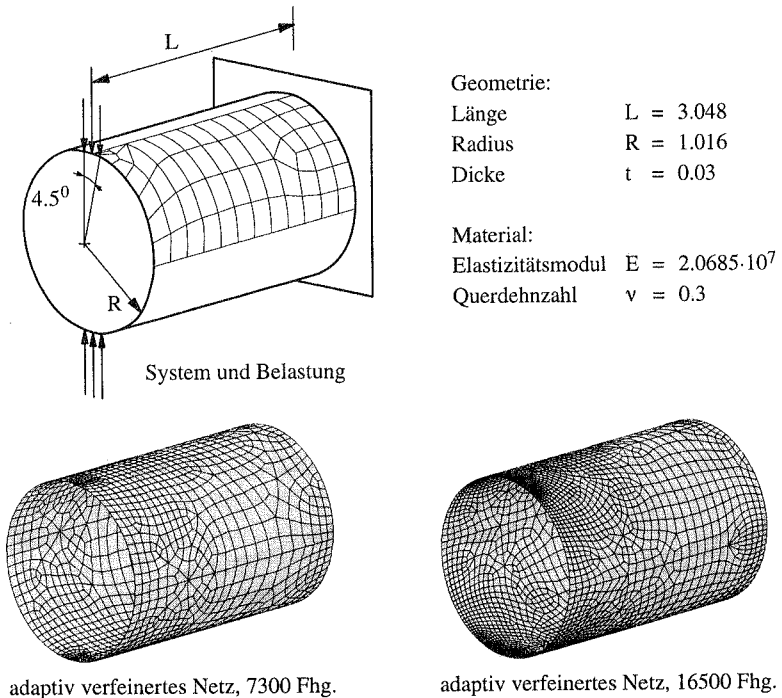 L
4.5⁰
R
System und Belastung
Geometrie:
Länge L = 3.048
Radius R = 1.016
Dicke t = 0.03
Material:
Elastizitätsmodul E = 2.0685·10⁷
Querdehnzahl ν = 0.3
adaptiv verfeinertes Netz, 7300 Fhg.
adaptiv verfeinertes Netz, 16500 Fhg.